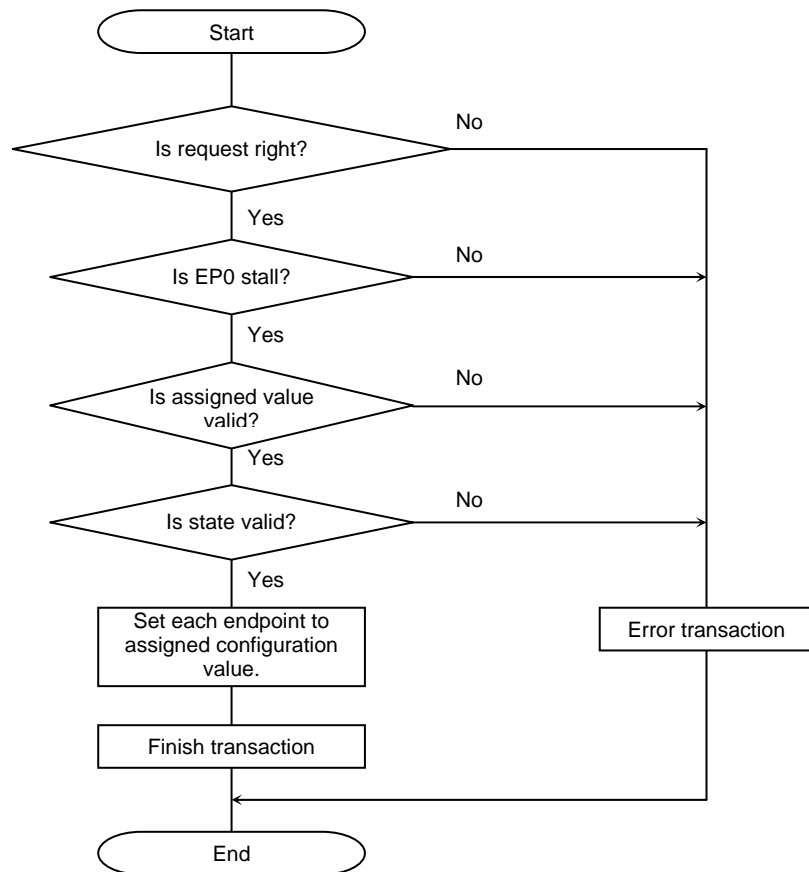 Start
No
Is request right?
Yes
No
Is EP0 stall?
Yes
No
Is assigned value
valid?
Yes
No
Is state valid?
Yes
Set each endpoint to
assigned configuration
value.
Error transaction
Finish transaction
End